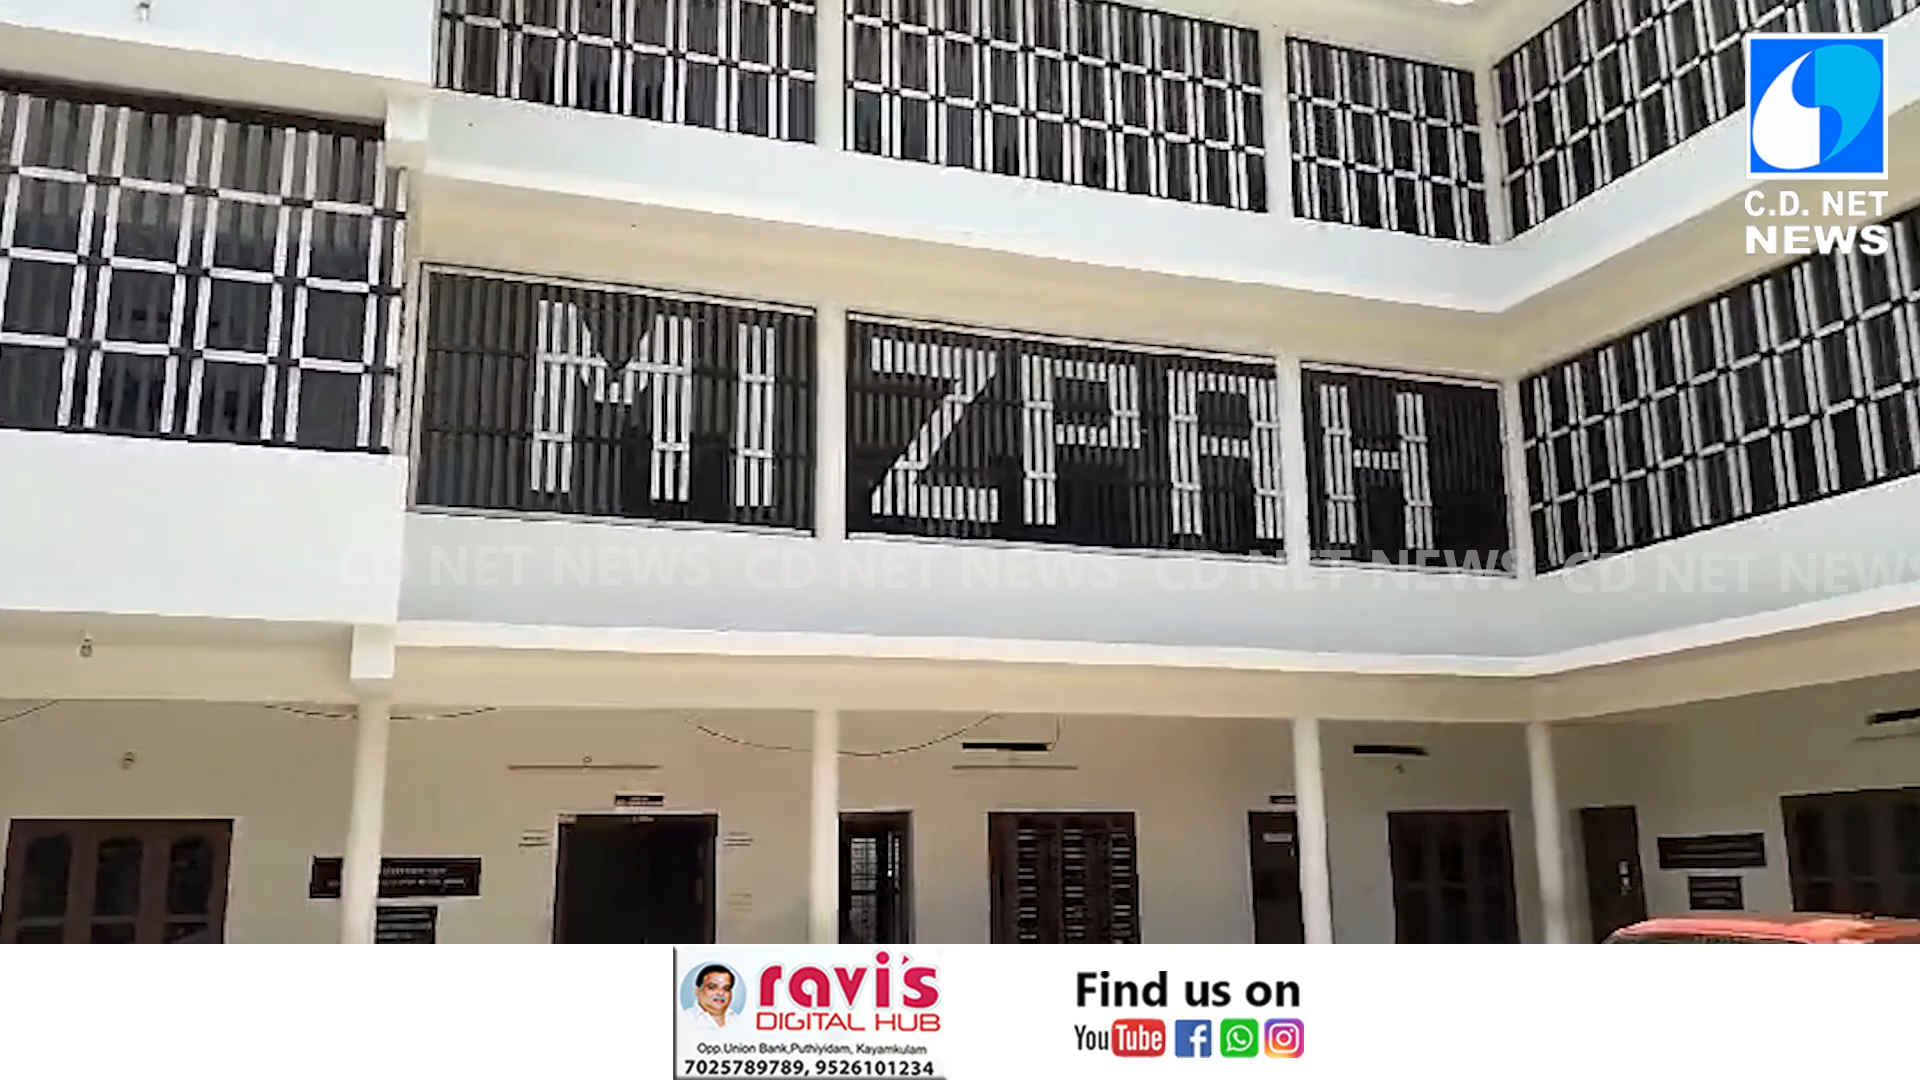 C.D. NET
NEWS
MIZPAH
CD NET NEWS CD NET NEWS CD NET NEWS CD NET NEWS
ravi's
DIGITAL HUB
Opp.Union Bank,Puthiyidam, Kayamkulam
7025789789, 9526101234
Find us on
YouTube